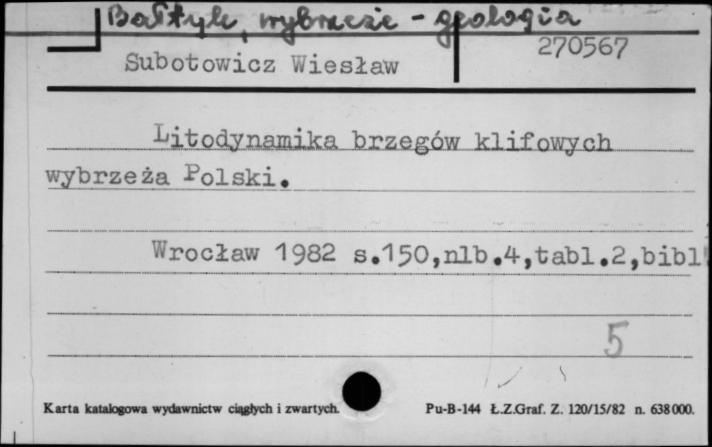 Bałtyk, wybrzeże - geologia
270567
Subotowicz Wiesław
Litodynamika brzegów klifowych
wybrzeża Polski.
Wrocław 1982 s.150,nlb.4,tabl.2,bibl
5
Karta katalogowa wydawnictw ciągłych i zwartych.
Pu-B-144 Ł.Z.Graf. Z. 120/15/82 n. 638000.